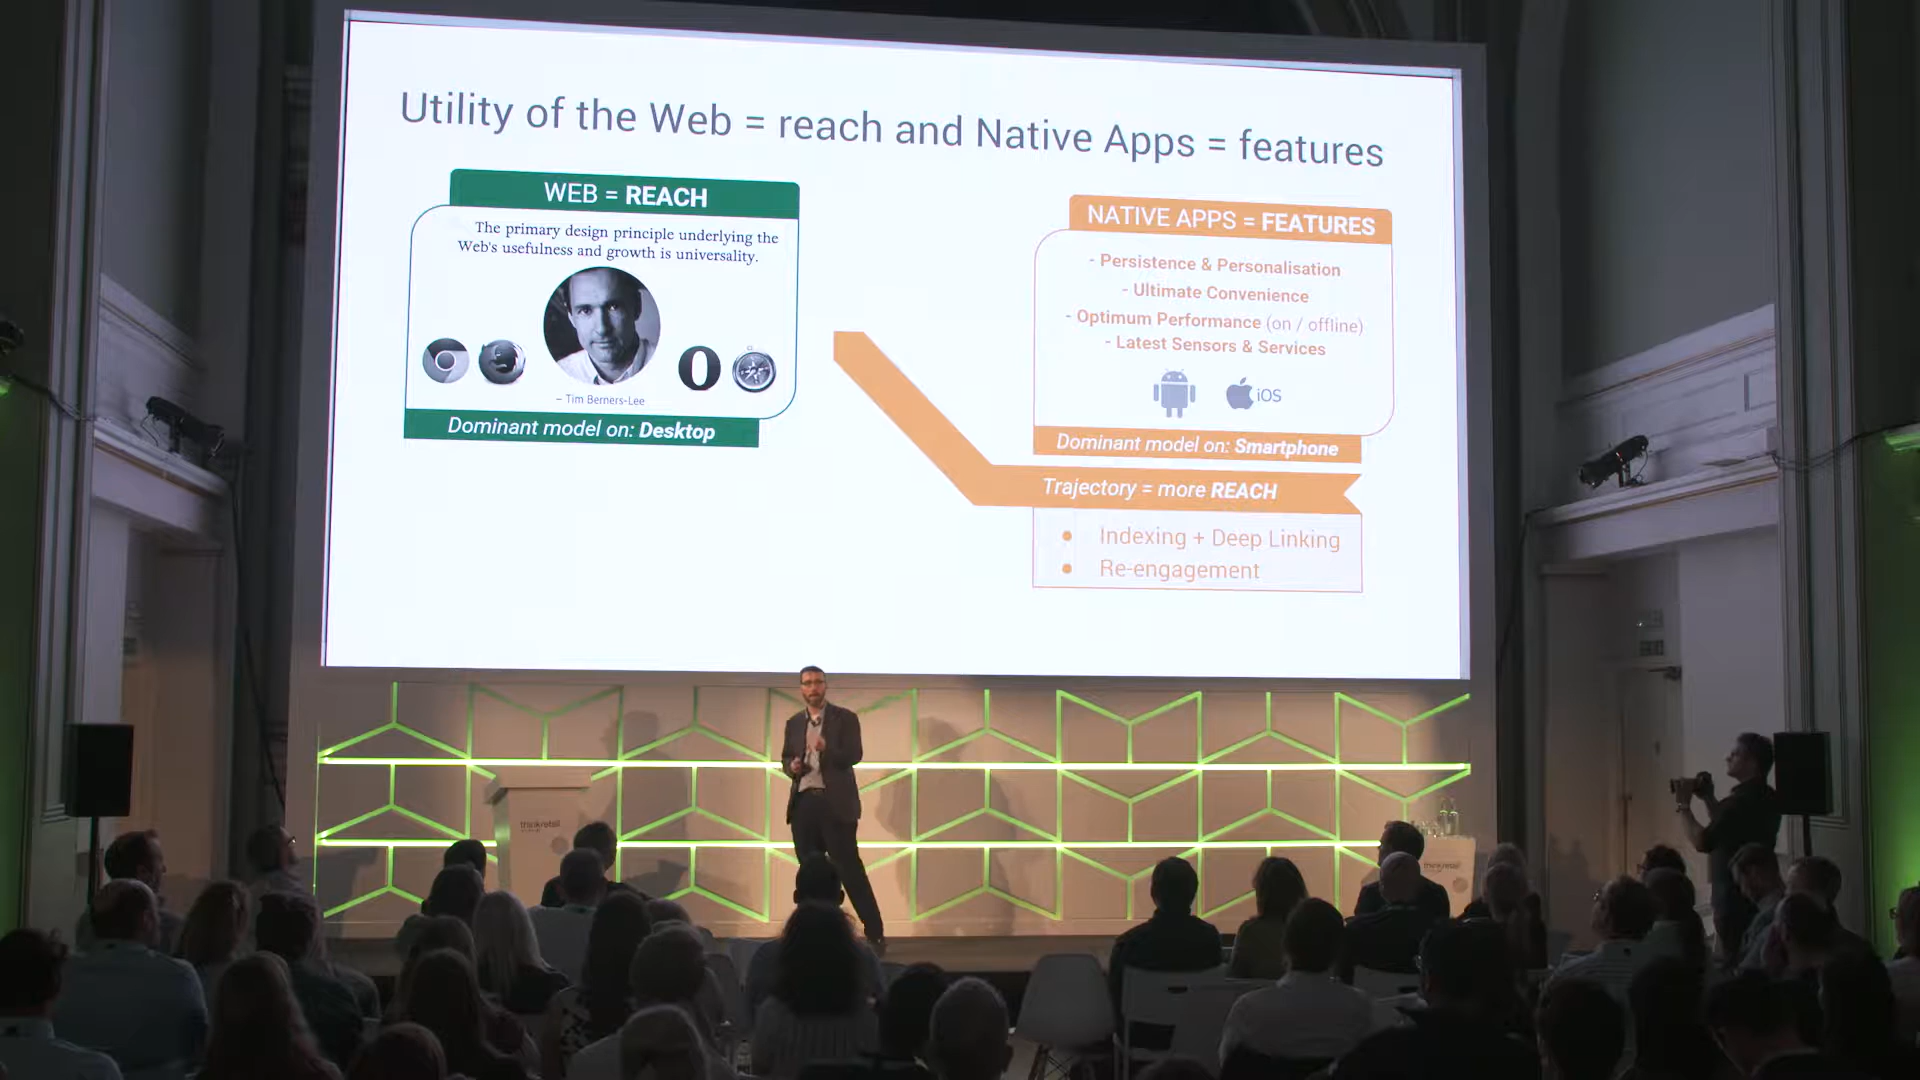 Utility of the Web = reach and Native Apps = features
WEB = REACH
The primary design principle underlying the
Web's usefulness and growth is universality.
– Tim Berners-Lee
Dominant model on: Desktop
NATIVE APPS = FEATURES
- Persistence & Personalisation
- Ultimate Convenience
- Optimum Performance (on / offline)
- Latest Sensors & Services
iOS
Dominant model on: Smartphone
Trajectory = more REACH
● Indexing + Deep Linking
● Re-engagement
thinkretail
thinkretail